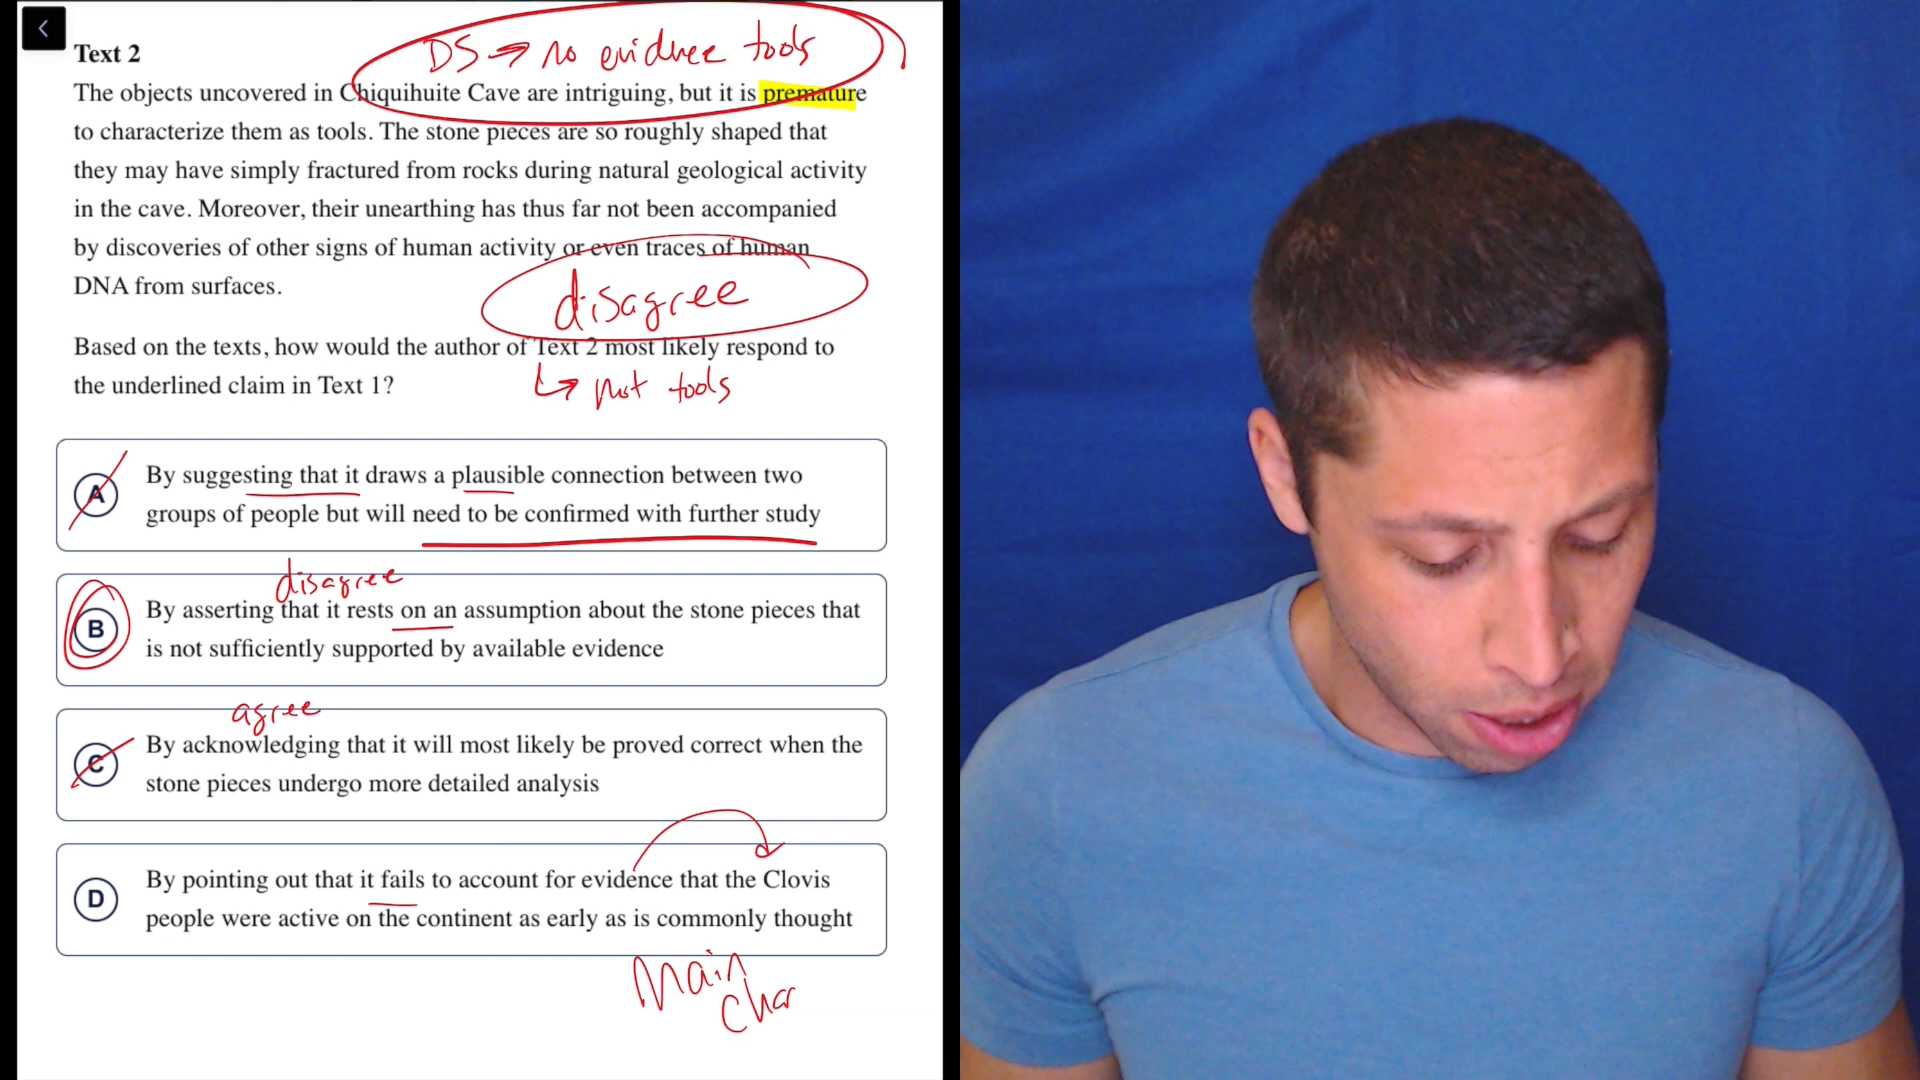 DS → no evidence tools
Text 2
The objects uncovered in Chiquihuite Cave are intriguing, but it is premature
to characterize them as tools. The stone pieces are so roughly shaped that
they may have simply fractured from rocks during natural geological activity
in the cave. Moreover, their unearthing has thus far not been accompanied
by discoveries of other signs of human activity or even traces of human
DNA from surfaces.
disagree
Based on the texts, how would the author of Text 2 most likely respond to
the underlined claim in Text 1?
↳ not tools
A
By suggesting that it draws a plausible connection between two
groups of people but will need to be confirmed with further study
disagree
B
By asserting that it rests on an assumption about the stone pieces that
is not sufficiently supported by available evidence
agree
C
By acknowledging that it will most likely be proved correct when the
stone pieces undergo more detailed analysis
D
By pointing out that it fails to account for evidence that the Clovis
people were active on the continent as early as is commonly thought
Main
Char